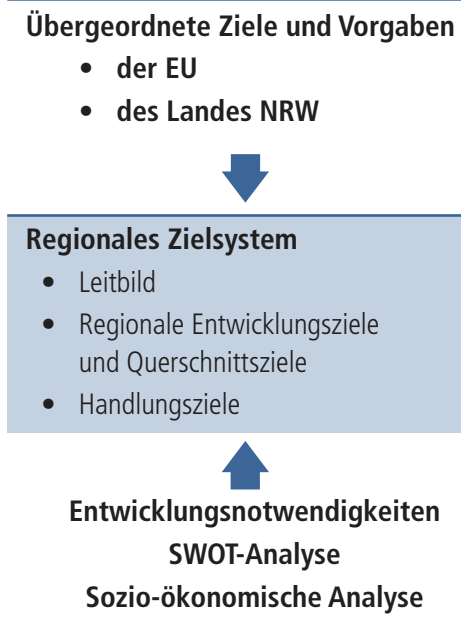 Übergeordnete Ziele und Vorgaben
• der EU
• des Landes NRW
Regionales Zielsystem
• Leitbild
• Regionale Entwicklungsziele
und Querschnittsziele
• Handlungsziele
Entwicklungsnotwendigkeiten
SWOT-Analyse
Sozio-ökonomische Analyse